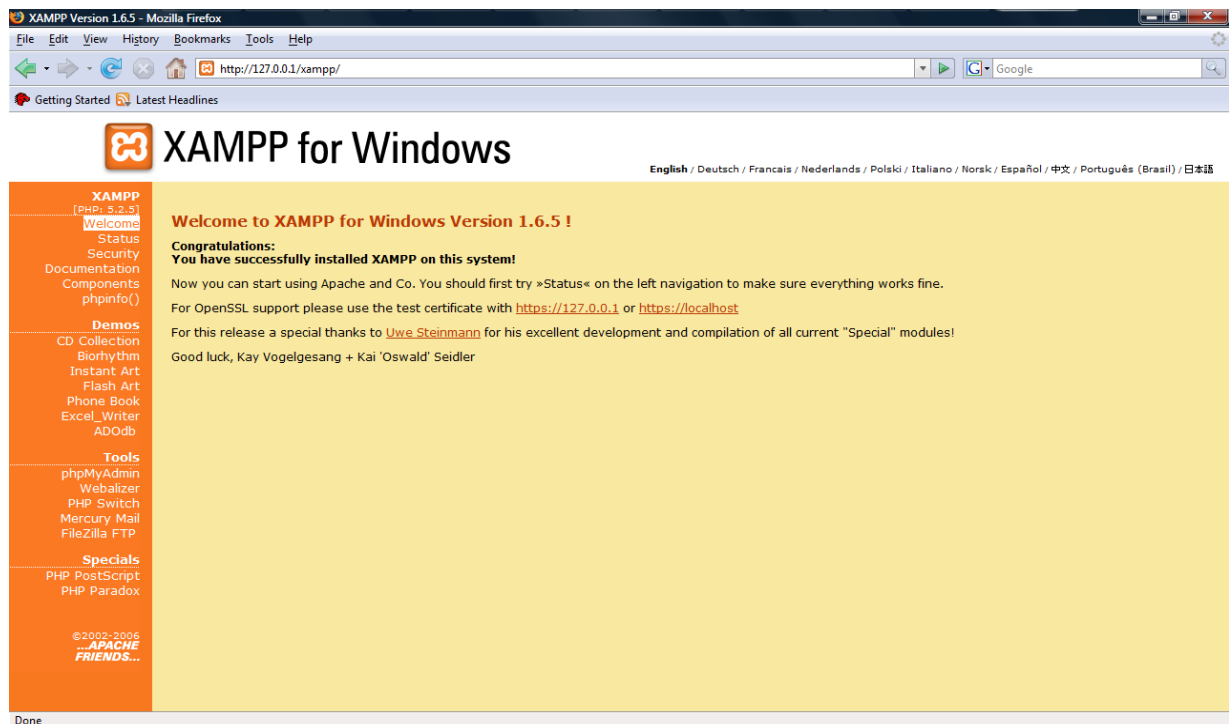 XAMPP Version 1.6.5 - Mozilla Firefox
File Edit View History Bookmarks Tools Help
http://127.0.0.1/xampp/
G Google
Getting Started Latest Headlines
XAMPP for Windows
English / Deutsch / Francais / Nederlands / Polski / Italiano / Norsk / Español / 中文 / Português (Brasil) / 日本語
XAMPP
[PHP: 5.2.5]
Welcome
Status
Security
Documentation
Components
phpinfo()
Demos
CD Collection
Biorhythm
Instant Art
Flash Art
Phone Book
Excel_Writer
ADOdb
Tools
phpMyAdmin
Webalizer
PHP Switch
Mercury Mail
FileZilla FTP
Specials
PHP PostScript
PHP Paradox
©2002-2006
...APACHE
FRIENDS...
Welcome to XAMPP for Windows Version 1.6.5 !
Congratulations:
You have successfully installed XAMPP on this system!
Now you can start using Apache and Co. You should first try »Status« on the left navigation to make sure everything works fine.
For OpenSSL support please use the test certificate with https://127.0.0.1 or https://localhost
For this release a special thanks to Uwe Steinmann for his excellent development and compilation of all current "Special" modules!
Good luck, Kay Vogelgesang + Kai 'Oswald' Seidler
Done